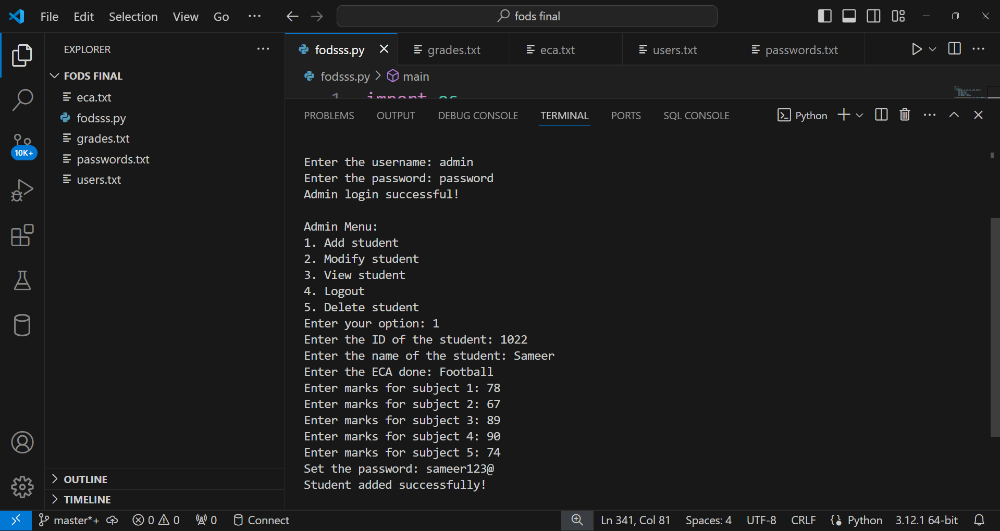 File Edit Selection View Go ··· fods final
EXPLORER ···
FODS FINAL
eca.txt
fodsss.py
grades.txt
passwords.txt
users.txt
10K+
OUTLINE
TIMELINE
fodsss.py grades.txt eca.txt users.txt passwords.txt
fodsss.py > main
1 import os
PROBLEMS OUTPUT DEBUG CONSOLE TERMINAL PORTS SQL CONSOLE Python
Enter the username: admin
Enter the password: password
Admin login successful!
Admin Menu:
1. Add student
2. Modify student
3. View student
4. Logout
5. Delete student
Enter your option: 1
Enter the ID of the student: 1022
Enter the name of the student: Sameer
Enter the ECA done: Football
Enter marks for subject 1: 78
Enter marks for subject 2: 67
Enter marks for subject 3: 89
Enter marks for subject 4: 90
Enter marks for subject 5: 74
Set the password: sameer123@
Student added successfully!
master*+ 0 0 0 Connect Ln 341, Col 81 Spaces: 4 UTF-8 CRLF Python 3.12.1 64-bit